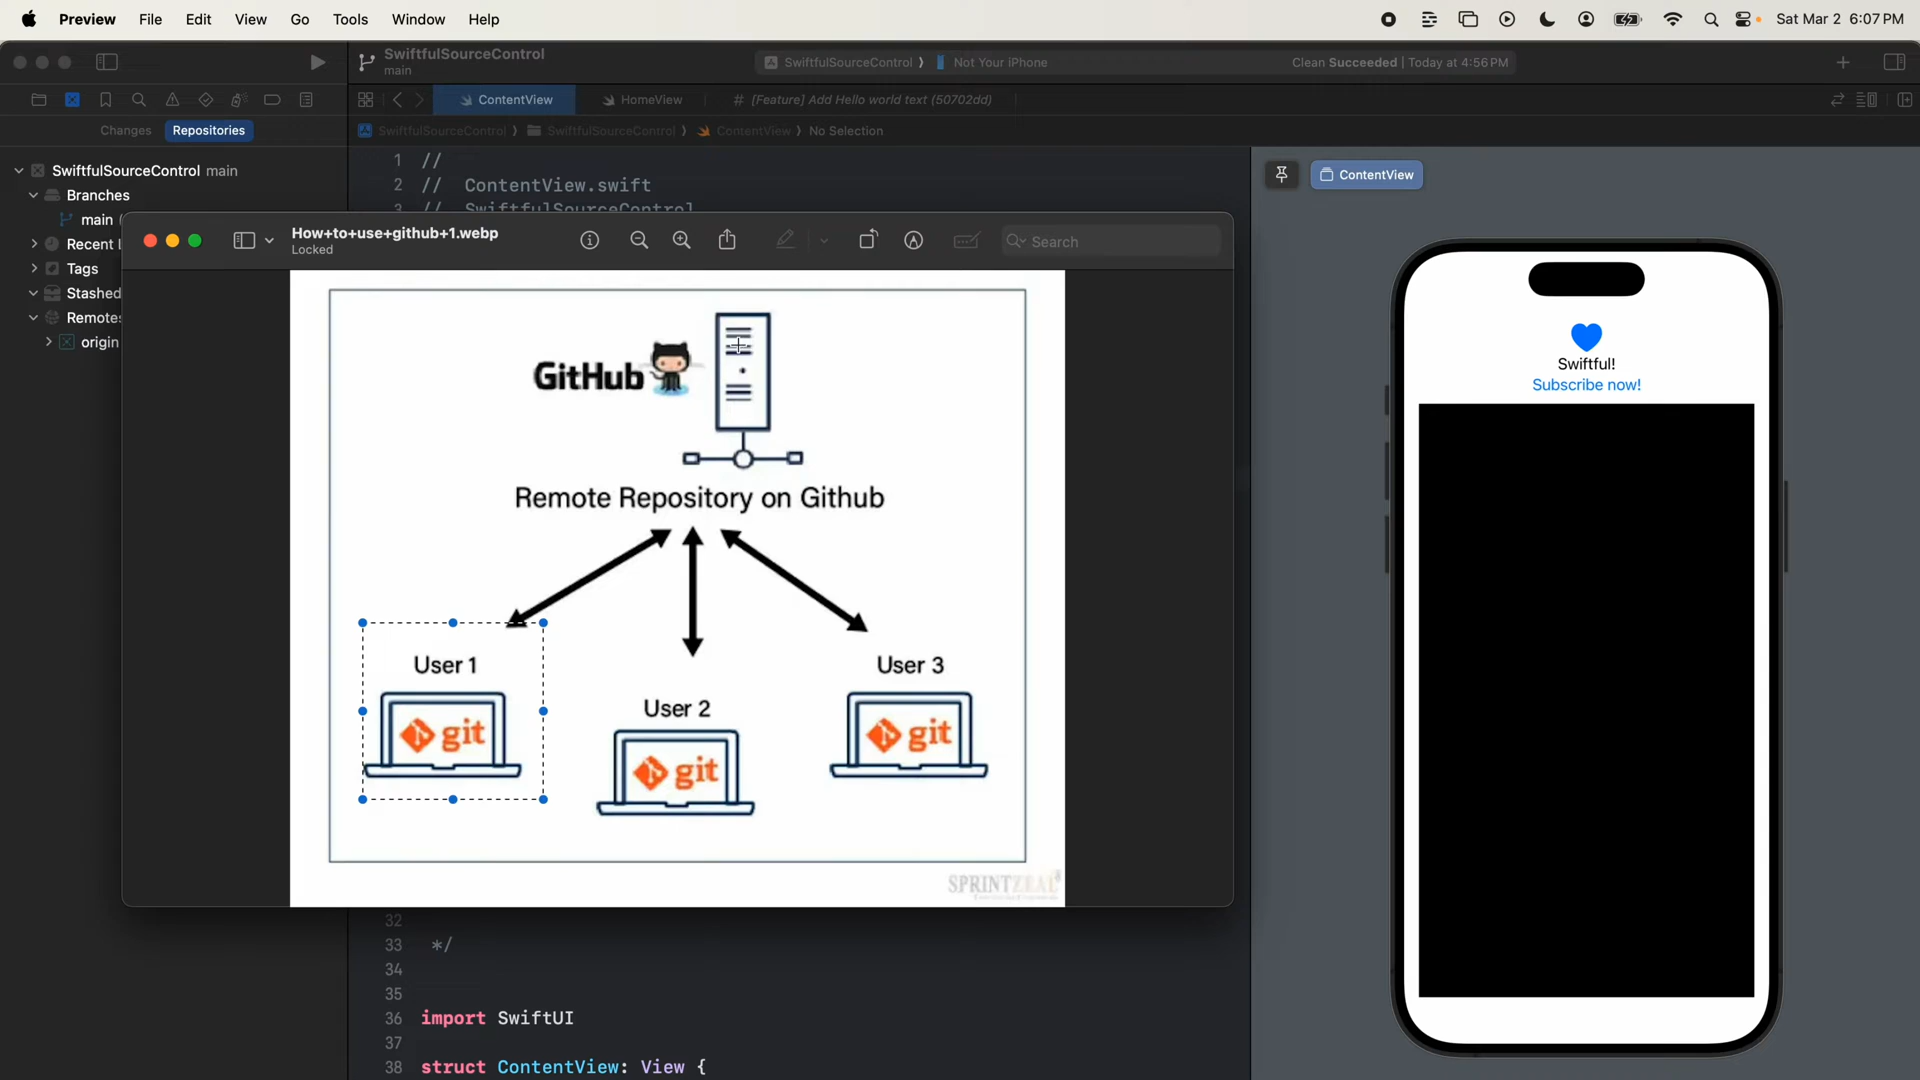 Preview File Edit View Go Tools Window Help
Sat Mar 2 6:07 PM
SwiftfulSourceControl
main
SwiftfulSourceControl 〉 Not Your iPhone
Clean Succeeded | Today at 4:56 PM
ContentView
HomeView
# [Feature] Add Hello world text (50702dd)
Changes
Repositories
SwiftfulSourceControl 〉 SwiftfulSourceControl 〉 ContentView 〉 No Selection
SwiftfulSourceControl main
Branches
main
Tags
Stashed
Remotes
origin
1 //
2 // ContentView.swift
3 // SwiftfulSourceControl
How+to+use+github+1.webp
Locked
Search
GitHub
Remote Repository on Github
User 1
git
User 2
git
User 3
git
SPRINTZEAL
32
33 */
34
35
36 import SwiftUI
37
38 struct ContentView: View {
ContentView
Swiftful!
Subscribe now!